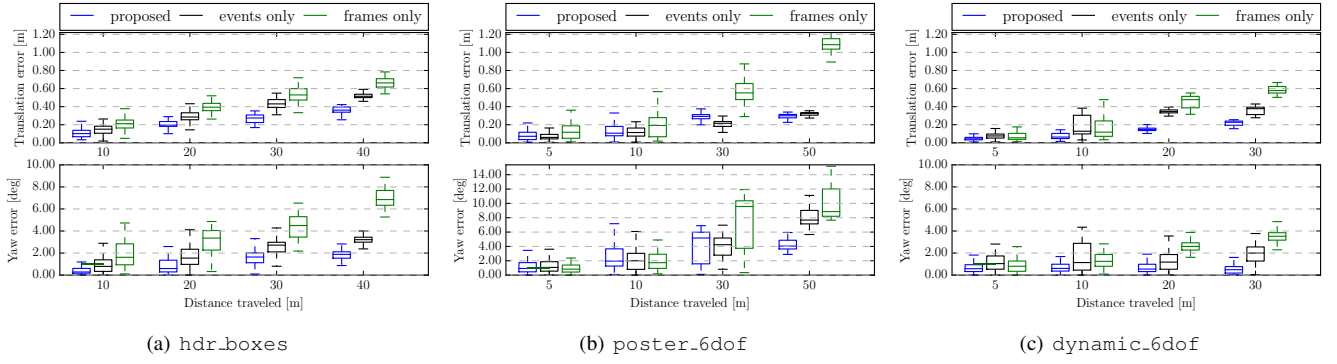 proposed events only frames only
Translation error [m]
1.20
1.00
0.80
0.60
0.40
0.20
0.00
10 20 30 40
Yaw error [deg]
10.00
8.00
6.00
4.00
2.00
0.00
10 20 30 40
Distance traveled [m]
(a) hdr_boxes
proposed events only frames only
Translation error [m]
1.20
1.00
0.80
0.60
0.40
0.20
0.00
5 10 30 50
Yaw error [deg]
14.00
12.00
10.00
8.00
6.00
4.00
2.00
0.00
5 10 30 50
Distance traveled [m]
(b) poster_6dof
proposed events only frames only
Translation error [m]
1.20
1.00
0.80
0.60
0.40
0.20
0.00
5 10 20 30
Yaw error [deg]
10.00
8.00
6.00
4.00
2.00
0.00
5 10 20 30
Distance traveled [m]
(c) dynamic_6dof